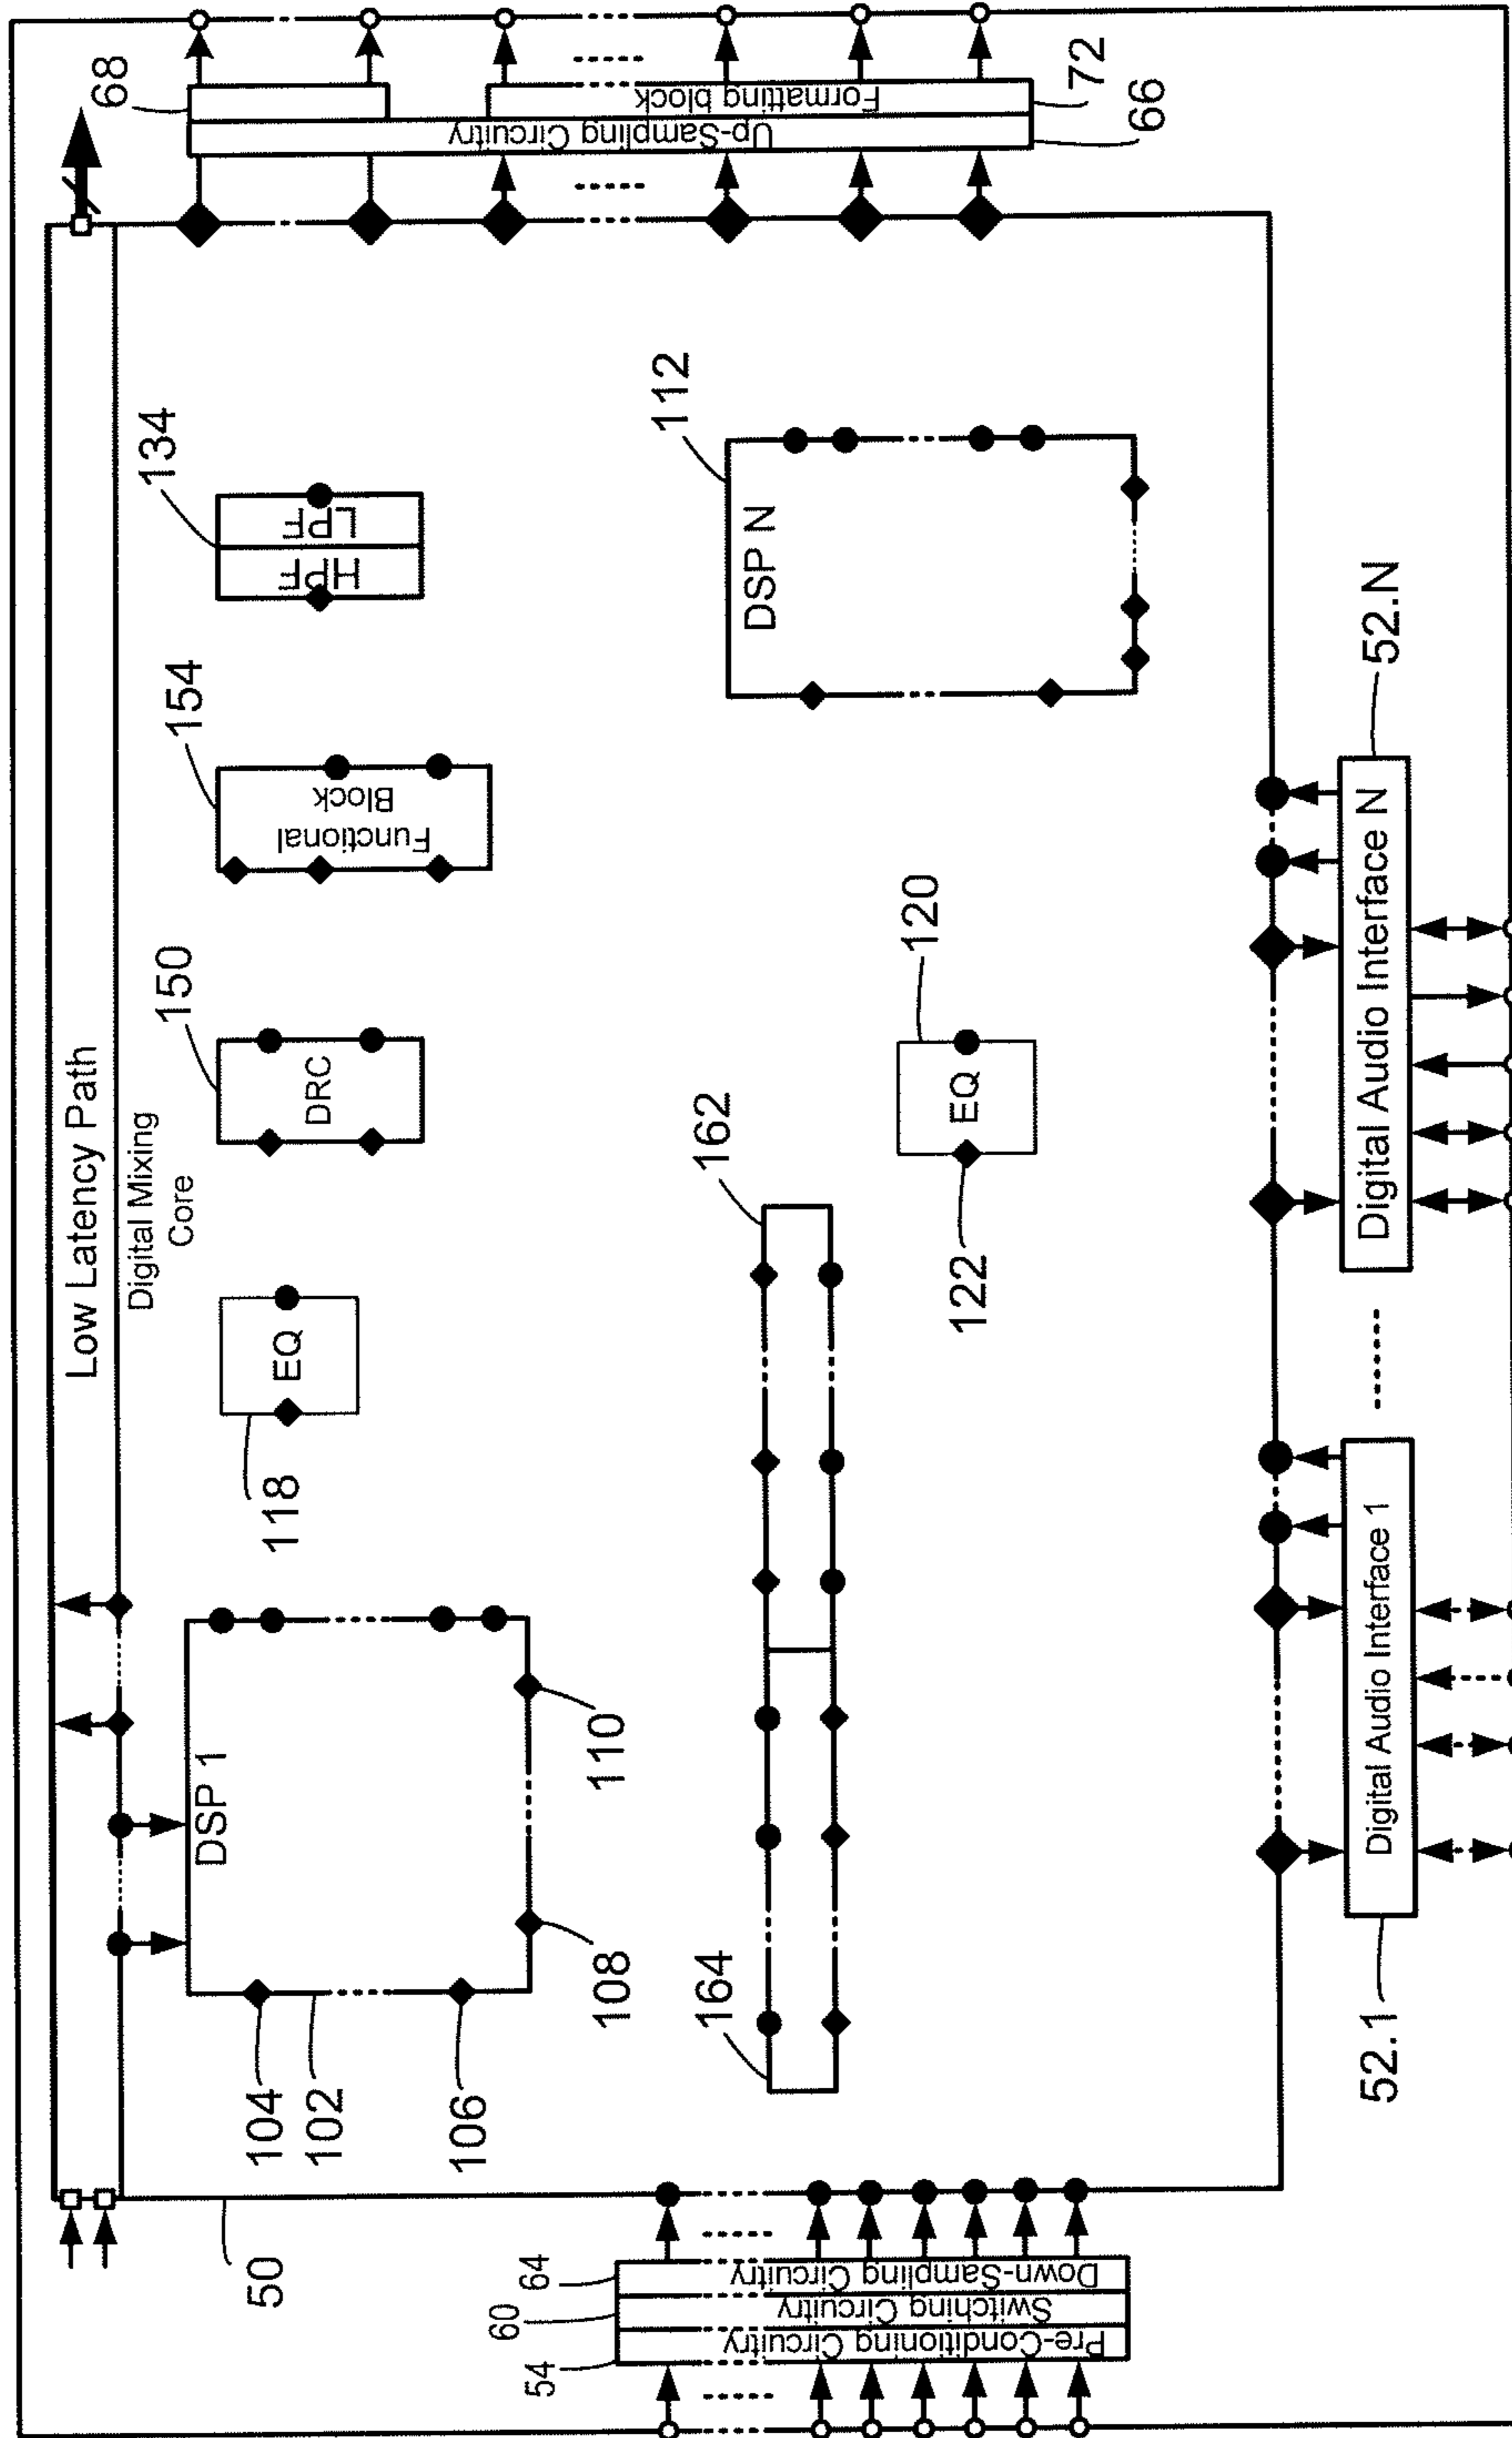 68
Low Latency Path
Digital Mixing
Core
Up-Sampling Circuitry
Formatting block
72
66
134
HPF
LPF
154
Functional
Block
150
DRC
118
EQ
DSP 1
104
102
106
108
110
112
DSP N
120
EQ
122
162
164
50
54
60
64
Pre-Conditioning Circuitry
Switching Circuitry
Down-Sampling Circuitry
Digital Audio Interface 1
52.1
Digital Audio Interface N
52.N